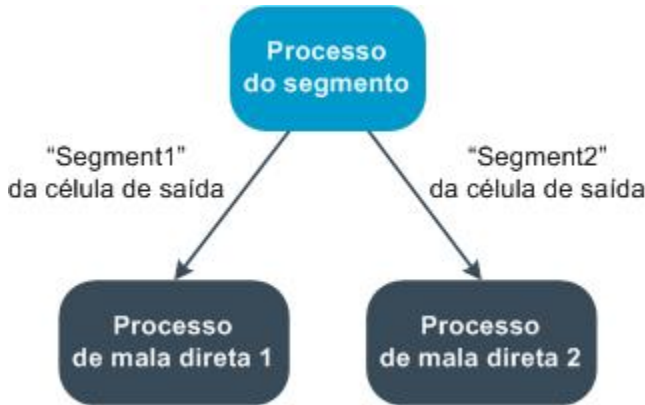 Processo
do segmento
“Segment1”
da célula de saída
“Segment2”
da célula de saída
Processo
de mala direta 1
Processo
de mala direta 2